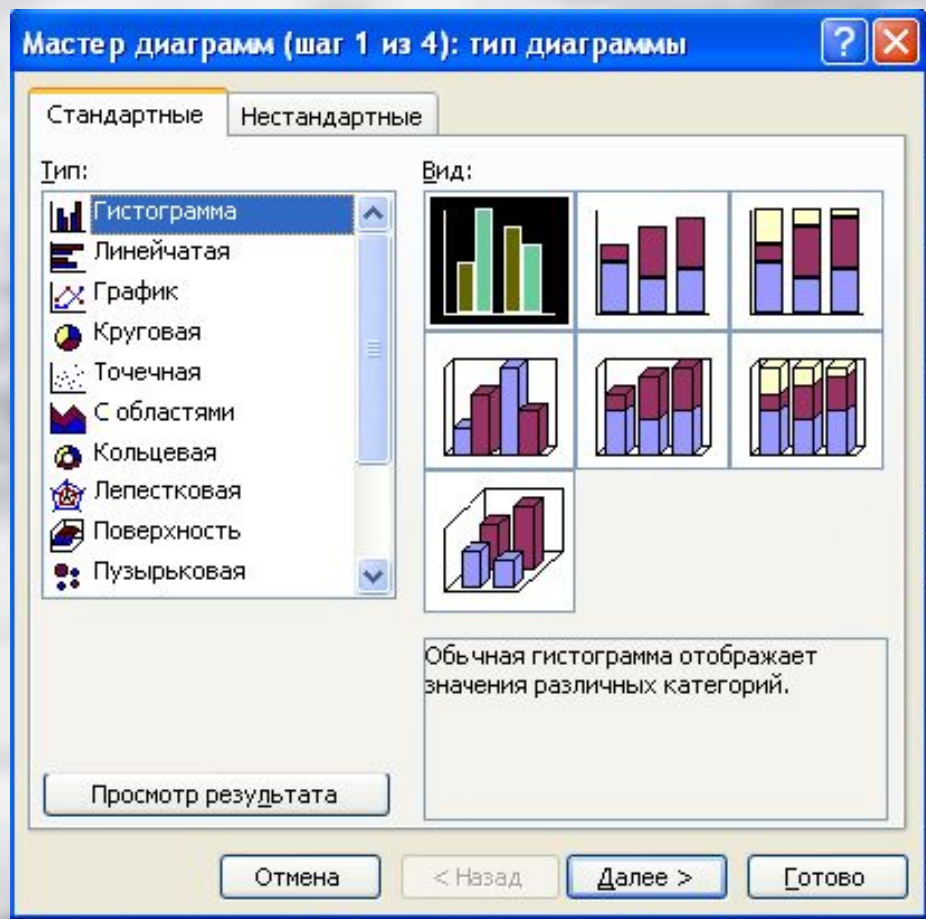 Мастер диаграмм (шаг 1 из 4): тип диаграммы
Стандартные
Нестандартные
Тип:
Гистограмма
Линейчатая
График
Круговая
Точечная
С областями
Кольцевая
Лепестковая
Поверхность
Пузырьковая
Вид:
Обычная гистограмма отображает
значения различных категорий.
Просмотр результата
Отмена
< Назад
Далее >
Готово